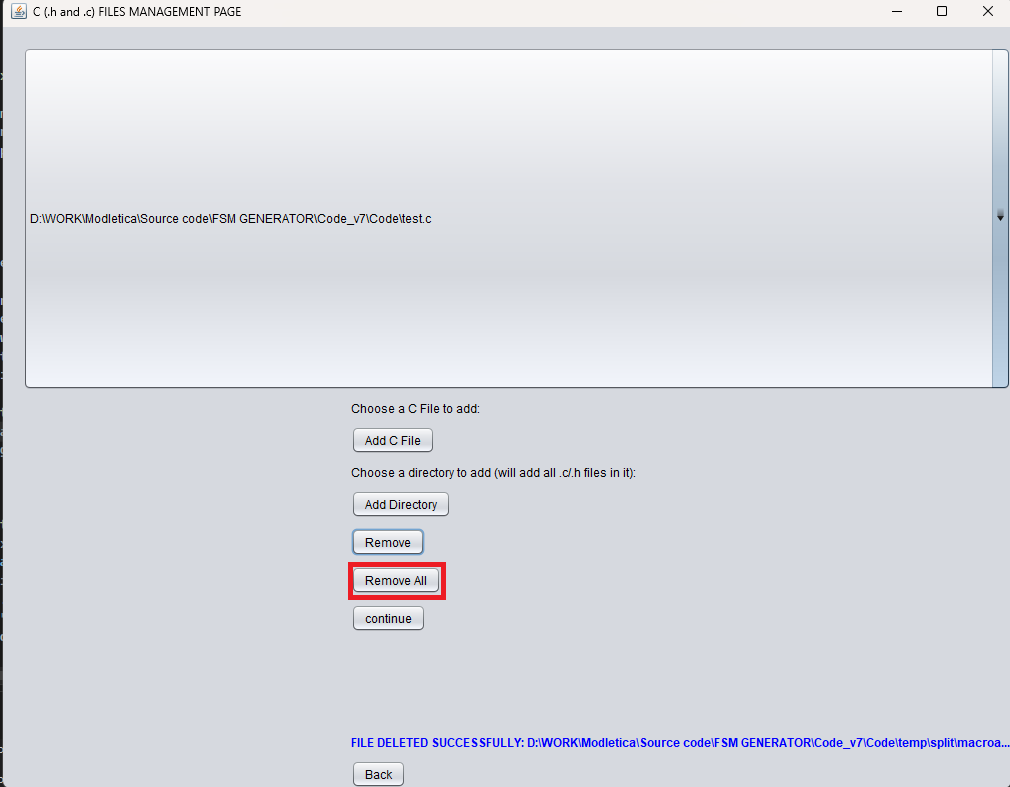 C (.h and .c) FILES MANAGEMENT PAGE
D:\WORK\Modletica\Source code\FSM GENERATOR\Code_v7\Code\test.c
Choose a C File to add:
Add C File
Choose a directory to add (will add all .c/.h files in it):
Add Directory
Remove
Remove All
continue
FILE DELETED SUCCESSFULLY: D:\WORK\Modletica\Source code\FSM GENERATOR\Code_v7\Code\temp\split\macroa...
Back